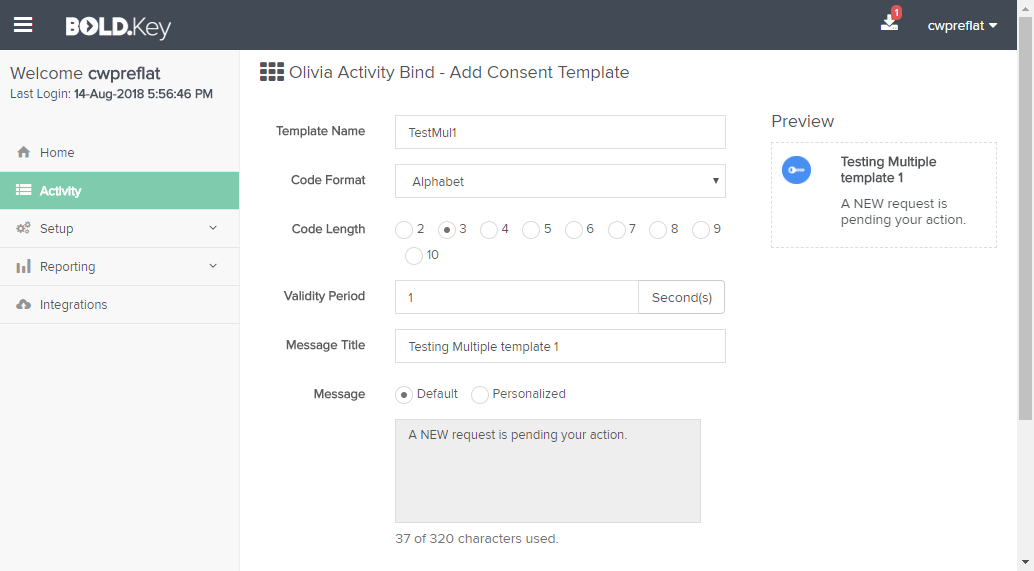 BOLD.Key
1
cwpreflat
Welcome cwpreflat
Last Login: 14-Aug-2018 5:56:46 PM
Home
Activity
Setup
Reporting
Integrations
Olivia Activity Bind - Add Consent Template
Template Name
TestMul1
Code Format
Alphabet
Code Length
2 3 4 5 6 7 8 9
10
Validity Period
1 Second(s)
Message Title
Testing Multiple template 1
Message
Default Personalized
A NEW request is pending your action.
37 of 320 characters used.
Preview
Testing Multiple
template 1
A NEW request is
pending your action.